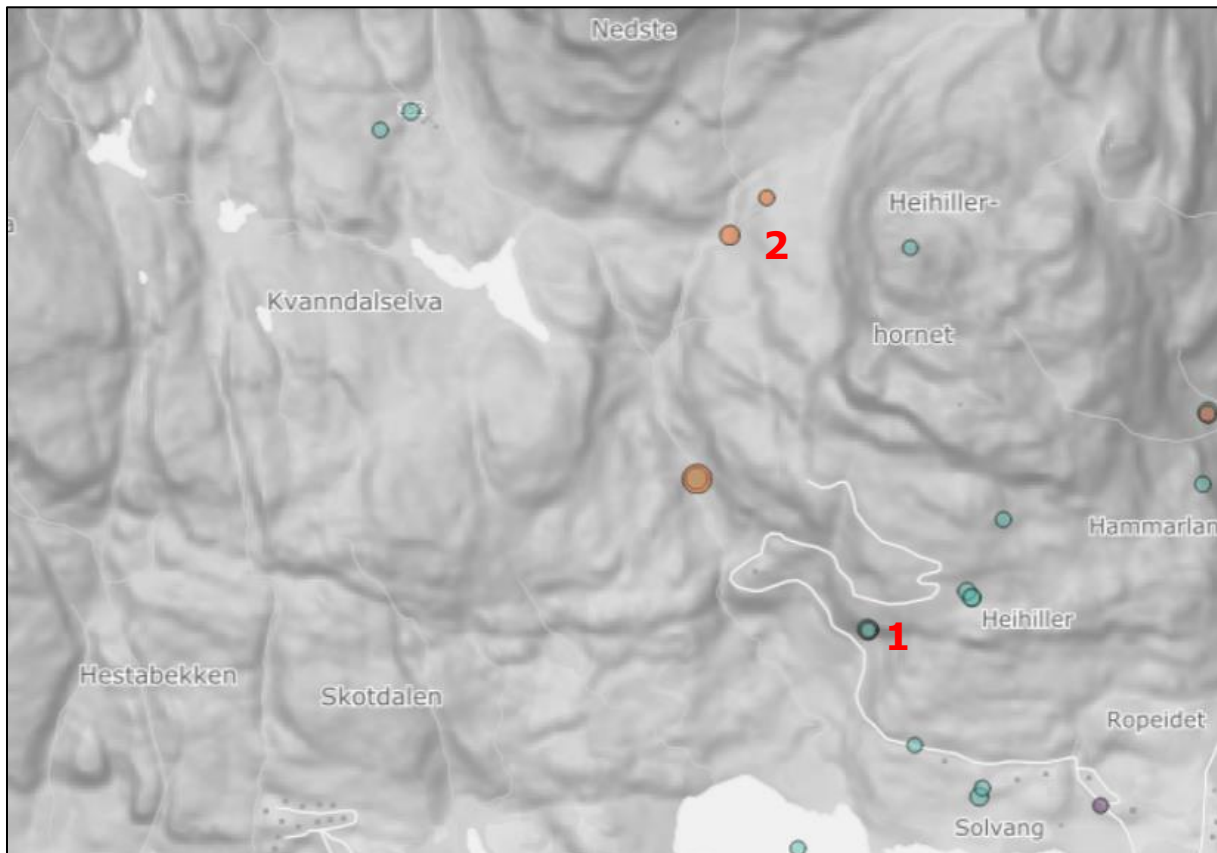 Nedste
Heihiller-
2
a
Kvanndalselva
hornet
Hammarlan
Heihiller
1
Hestabekken
Skotdalen
Ropeidet
Solvang